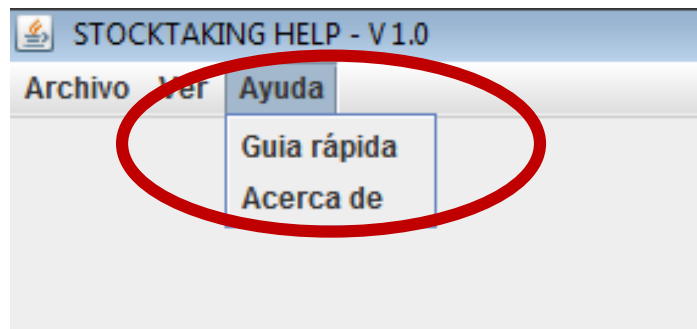 STOCKTAKING HELP - V 1.0
Archivo Ver Ayuda
Guia rápida
Acerca de